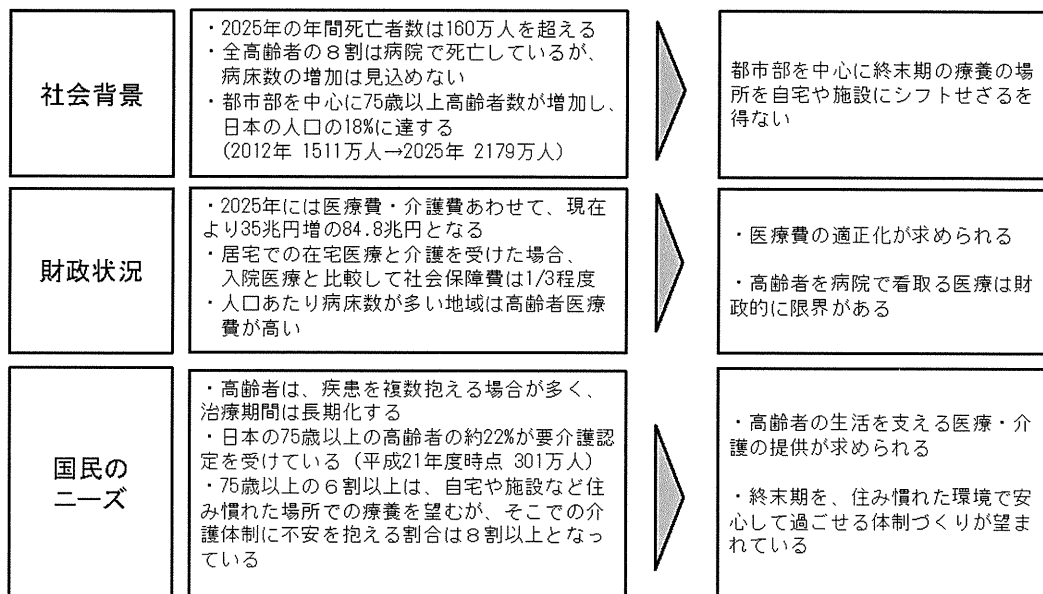 社会背景
・2025年の年間死亡者数は160万人を超える
・全高齢者の８割は病院で死亡しているが、
病床数の増加は見込めない
・都市部を中心に75歳以上高齢者数が増加し、
日本の人口の18%に達する
(2012年 1511万人→2025年 2179万人)
都市部を中心に終末期の療養の場
所を自宅や施設にシフトせざるを
得ない
財政状況
・2025年には医療費・介護費あわせて、現在
より35兆円増の84.8兆円となる
・居宅での在宅医療と介護を受けた場合、
入院医療と比較して社会保障費は1/3程度
・人口あたり病床数が多い地域は高齢者医療
費が高い
・医療費の適正化が求められる
・高齢者を病院で看取る医療は財
政的に限界がある
国民の
ニーズ
・高齢者は、疾患を複数抱える場合が多く、
治療期間は長期化する
・日本の75歳以上の高齢者の約22%が要介護認
定を受けている（平成21年度時点 301万人）
・75歳以上の６割以上は、自宅や施設など住
み慣れた場所での療養を望むが、そこでの介
護体制に不安を抱える割合は８割以上となっ
ている
・高齢者の生活を支える医療・介
護の提供が求められる
・終末期を、住み慣れた環境で安
心して過ごせる体制づくりが望ま
れている